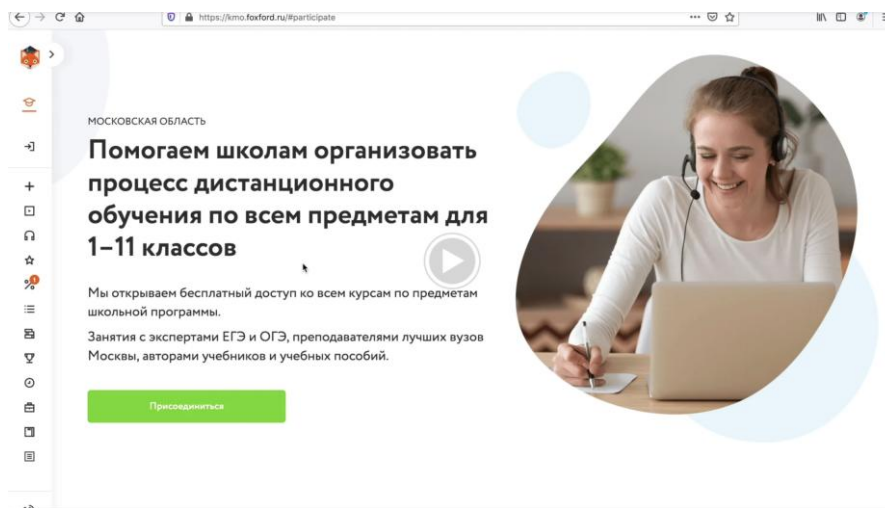 https://kmo.foxford.ru/#participate
МОСКОВСКАЯ ОБЛАСТЬ
Помогаем школам организовать
процесс дистанционного
обучения по всем предметам для
1–11 классов
Мы открываем бесплатный доступ ко всем курсам по предметам
школьной программы.
Занятия с экспертами ЕГЭ и ОГЭ, преподавателями лучших вузов
Москвы, авторами учебников и учебных пособий.
Присоединиться